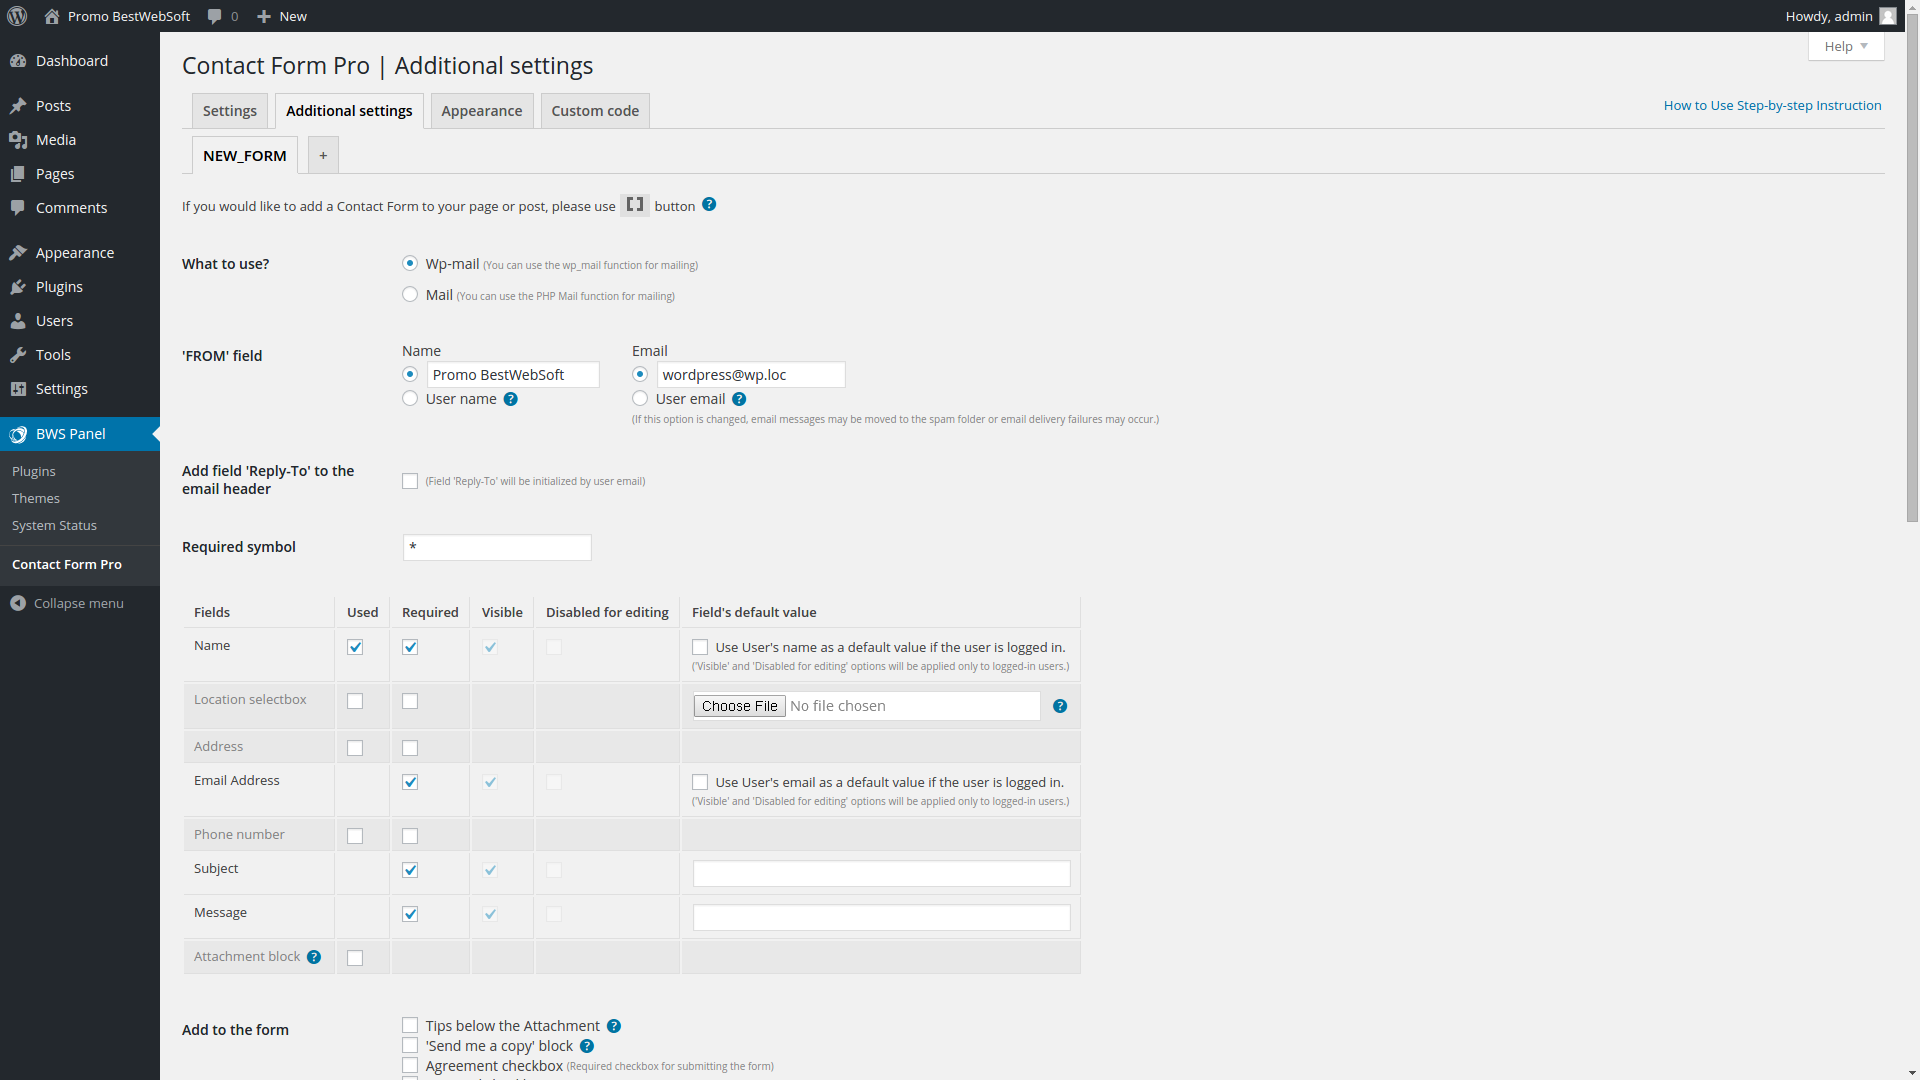 Promo BestWebSoft 0 New Howdy, admin
Help
Dashboard
Posts
Media
Pages
Comments
Appearance
Plugins
Users
Tools
Settings
BWS Panel
Plugins
Themes
System Status
Contact Form Pro
Collapse menu
Contact Form Pro | Additional settings
Settings Additional settings Appearance Custom code How to Use Step-by-step Instruction
NEW_FORM +
If you would like to add a Contact Form to your page or post, please use [] button ?
What to use? Wp-mail (You can use the wp_mail function for mailing)
Mail (You can use the PHP Mail function for mailing)
'FROM' field Name Email
Promo BestWebSoft wordpress@wp.loc
User name ? User email ?
(If this option is changed, email messages may be moved to the spam folder or email delivery failures may occur.)
Add field 'Reply-To' to the
email header
(Field 'Reply-To' will be initialized by user email)
Required symbol *
Fields Used Required Visible Disabled for editing Field's default value
Name Use User's name as a default value if the user is logged in.
('Visible' and 'Disabled for editing' options will be applied only to logged-in users.)
Location selectbox Choose File No file chosen ?
Address
Email Address Use User's email as a default value if the user is logged in.
('Visible' and 'Disabled for editing' options will be applied only to logged-in users.)
Phone number
Subject
Message
Attachment block ?
Add to the form Tips below the Attachment ?
'Send me a copy' block ?
Agreement checkbox (Required checkbox for submitting the form)